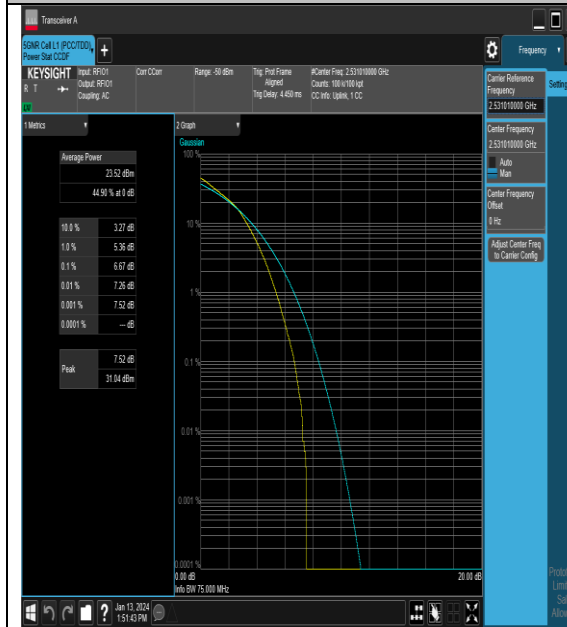 Transceiver A
5GNR Cell L1 (PCC/TDD),
Power Stat CCDF
KEYSIGHT
R T
Input: RFIO1
Output: RFIO1
Coupling: AC
Corr CCorr
Range: -50 dBm
Trig: Prot Frame
Aligned
Trig Delay: 4.450 ms
#Center Freq: 2.531010000 GHz
Counts: 100 k/100 kpt
CC Info: Uplink, 1 CC
1 Metrics
Average Power
23.52 dBm
44.90 % at 0 dB
10.0 % 3.27 dB
1.0 % 5.36 dB
0.1 % 6.67 dB
0.01 % 7.26 dB
0.001 % 7.52 dB
0.0001 % --- dB
Peak
7.52 dB
31.04 dBm
2 Graph
Gaussian
100 %
10 %
1 %
0.1 %
0.01 %
0.001 %
0.0001 %
0.00 dB
20.00 dB
Info BW 75.000 MHz
Frequency
Carrier Reference
Frequency
2.531010000 GHz
Center Frequency
2.531010000 GHz
Auto
Man
Center Frequency
Offset
0 Hz
Adjust Center Freq
to Carrier Config
Jan 13, 2024
1:51:43 PM
?